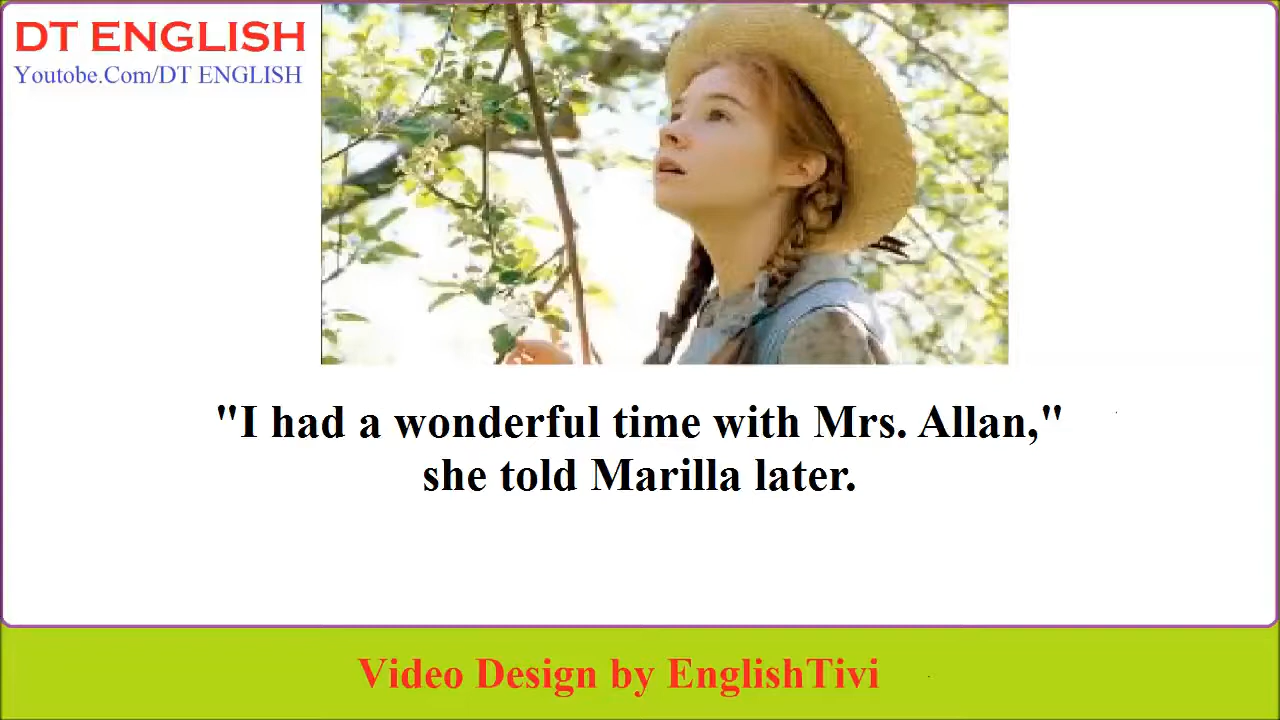 DT ENGLISH
Youtobe.Com/DT ENGLISH
"I had a wonderful time with Mrs. Allan,"
she told Marilla later.
Video Design by EnglishTivi